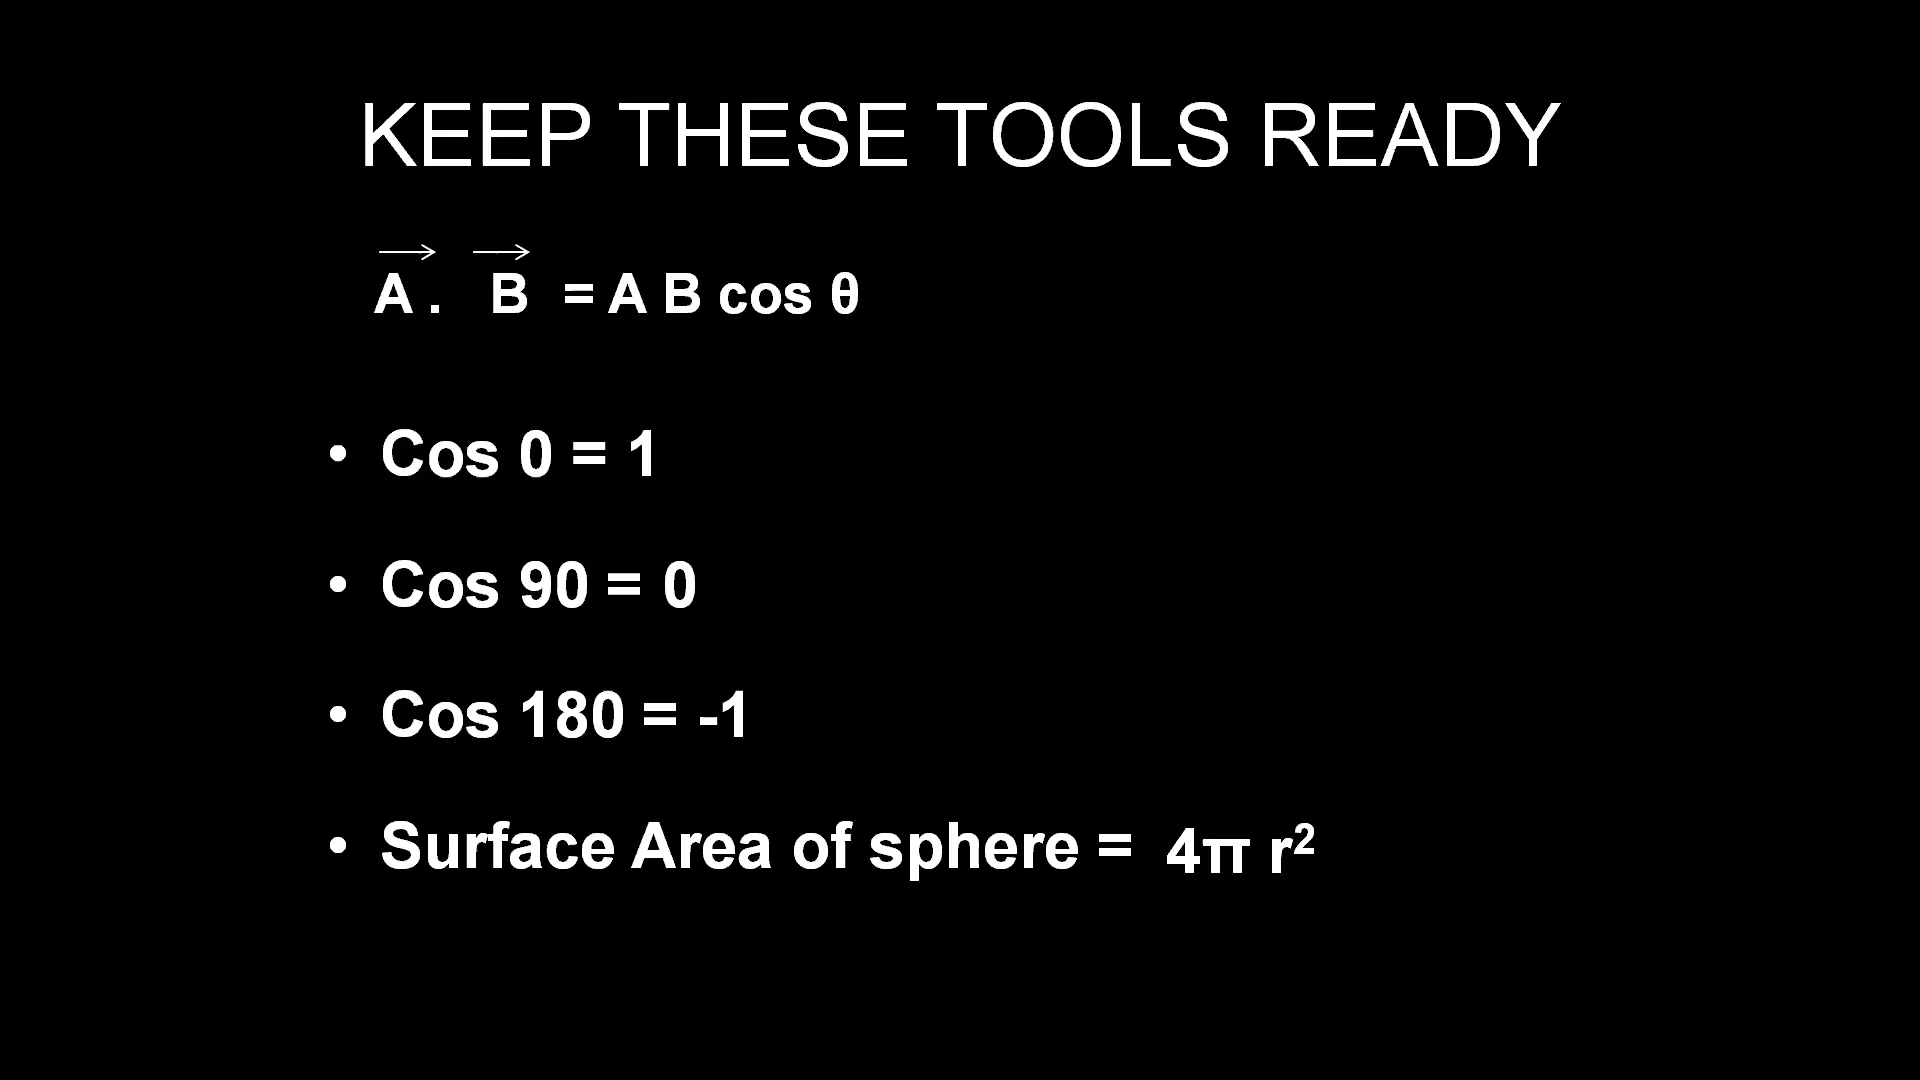 KEEP THESE TOOLS READY
A . B = A B cos θ
• Cos 0 = 1
• Cos 90 = 0
• Cos 180 = -1
• Surface Area of sphere = 4π r²